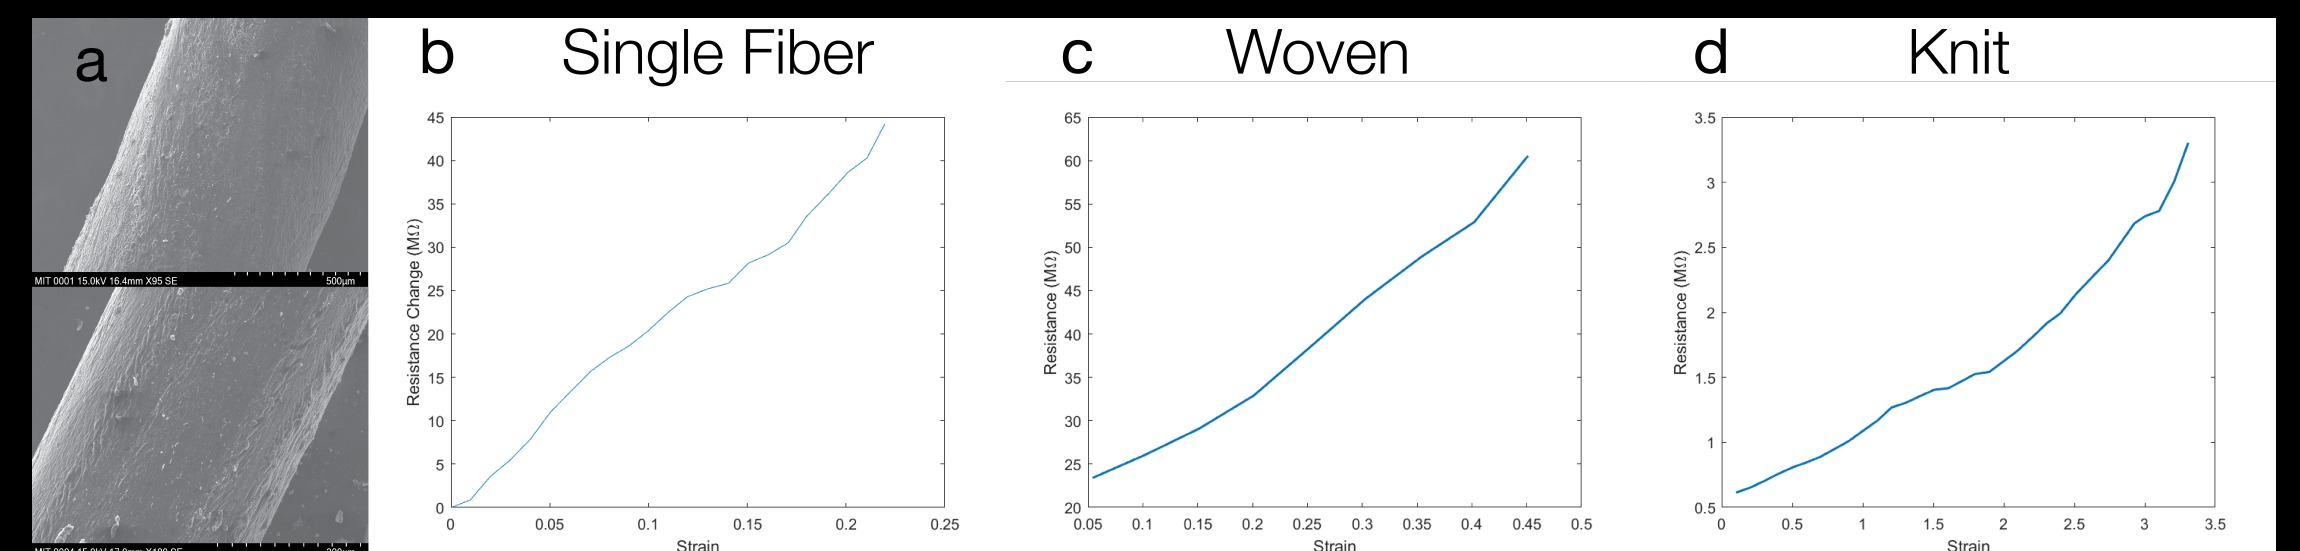 a
MIT 0001 15.0kV 16.4mm X95 SE 500µm
b Single Fiber
45
40
35
30
25
20
15
10
5
0
Resistance Change (MΩ)
0 0.05 0.1 0.15 0.2 0.25
Strain
c Woven
65
60
55
50
45
40
35
30
25
20
Resistance (MΩ)
0.05 0.1 0.15 0.2 0.25 0.3 0.35 0.4 0.45 0.5
Strain
d Knit
3.5
3
2.5
2
1.5
1
0.5
Resistance (MΩ)
0 0.5 1 1.5 2 2.5 3 3.5
Strain